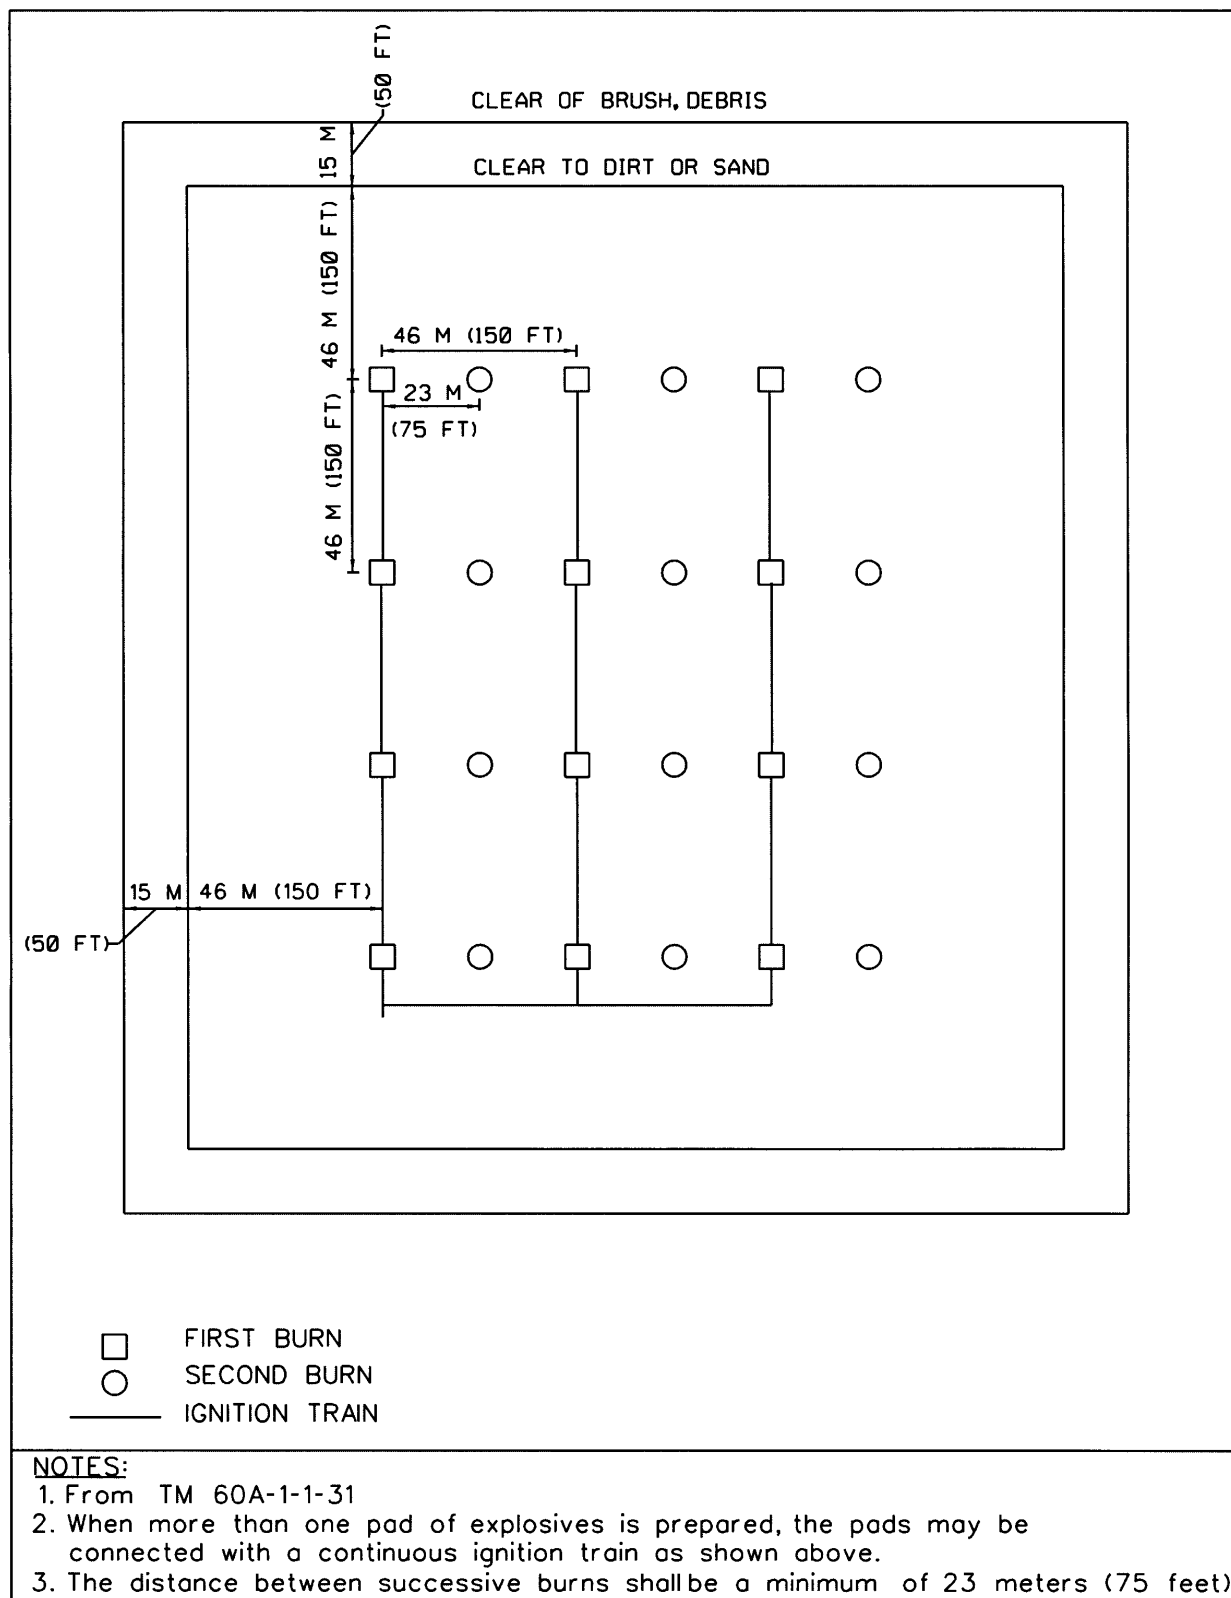 (50 FT)
CLEAR OF BRUSH, DEBRIS
15 M
CLEAR TO DIRT OR SAND
46 M (150 FT)
46 M (150 FT)
23 M
(75 FT)
46 M (150 FT)
15 M 46 M (150 FT)
(50 FT)
FIRST BURN
SECOND BURN
IGNITION TRAIN
NOTES:
1. From TM 60A-1-1-31
2. When more than one pad of explosives is prepared, the pads may be
connected with a continuous ignition train as shown above.
3. The distance between successive burns shall be a minimum of 23 meters (75 feet)